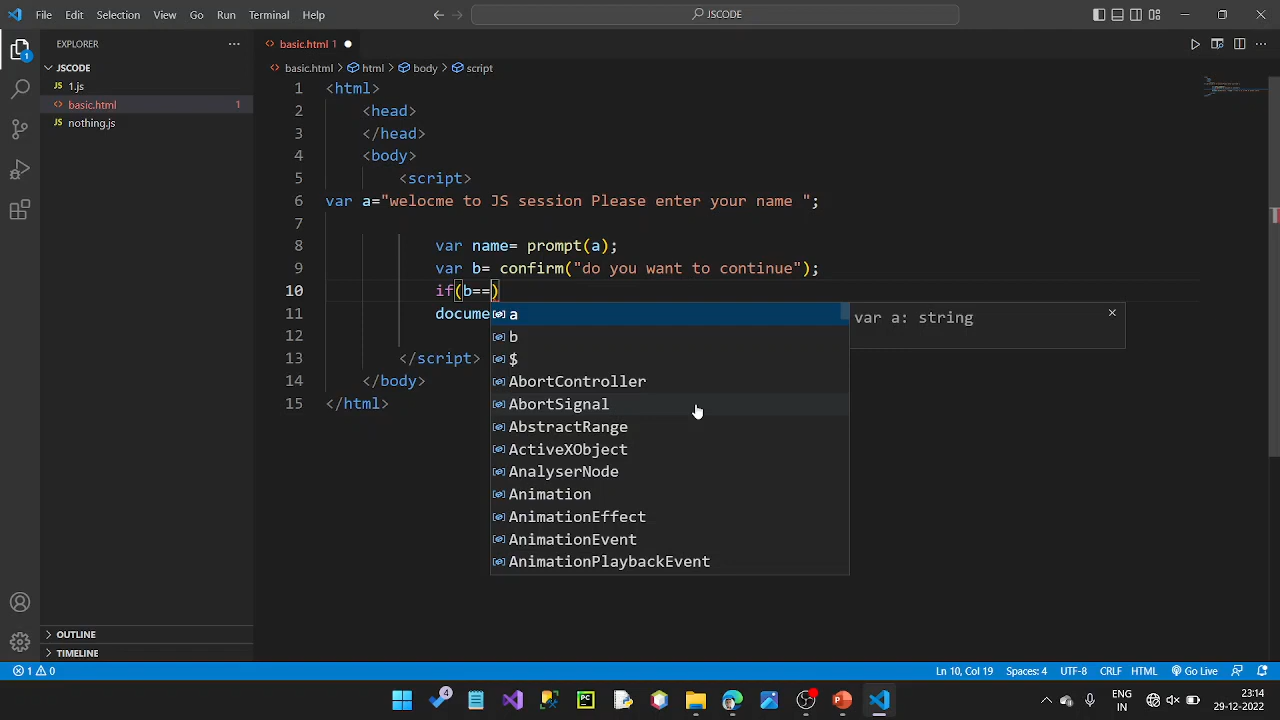 File Edit Selection View Go Run Terminal Help
JSCODE
EXPLORER
basic.html 1
JSCODE
basic.html > html > body > script
JS 1.js
basic.html 1
JS nothing.js
1 <html>
2 <head>
3 </head>
4 <body>
5 <script>
6 var a="welocme to JS session Please enter your name ";
7
8 var name= prompt(a);
9 var b= confirm("do you want to continue");
10 if(b==)
11 docume
12
13 </script>
14 </body>
15 </html>
a
var a: string
b
$
AbortController
AbortSignal
AbstractRange
ActiveXObject
AnalyserNode
Animation
AnimationEffect
AnimationEvent
AnimationPlaybackEvent
OUTLINE
TIMELINE
1 0 Ln 10, Col 19 Spaces: 4 UTF-8 CRLF HTML Go Live
1
4
PC
ENG
IN
23:14
29-12-2022